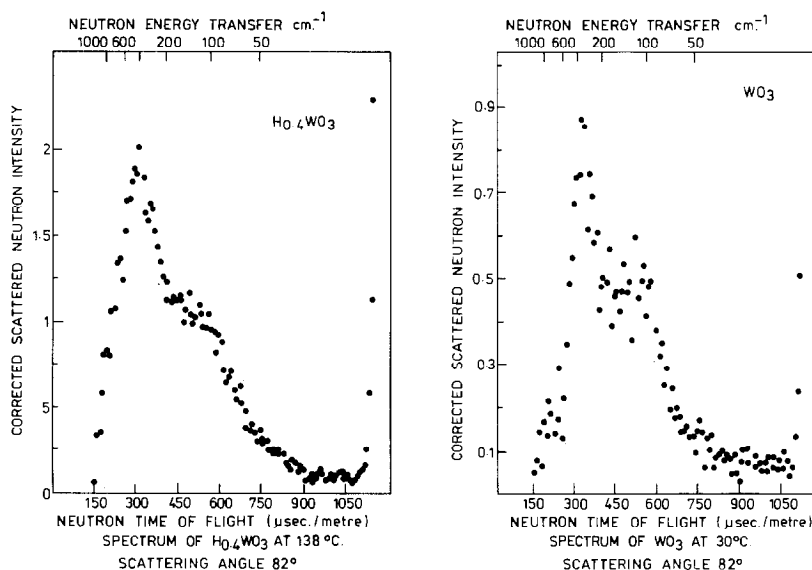 NEUTRON ENERGY TRANSFER cm.⁻¹
1000 600 200 100 50
H0.4WO3
CORRECTED SCATTERED NEUTRON INTENSITY
2
1.5
1
0.5
0
150 300 450 600 750 900 1050
NEUTRON TIME OF FLIGHT (μsec./metre)
SPECTRUM OF H0.4WO3 AT 138 °C.
SCATTERING ANGLE 82°
NEUTRON ENERGY TRANSFER cm.⁻¹
1000 600 200 100 50
WO3
CORRECTED SCATTERED NEUTRON INTENSITY
0.9
0.7
0.5
0.3
0.1
150 300 450 600 750 900 1050
NEUTRON TIME OF FLIGHT (μsec./metre)
SPECTRUM OF WO3 AT 30°C.
SCATTERING ANGLE 82°